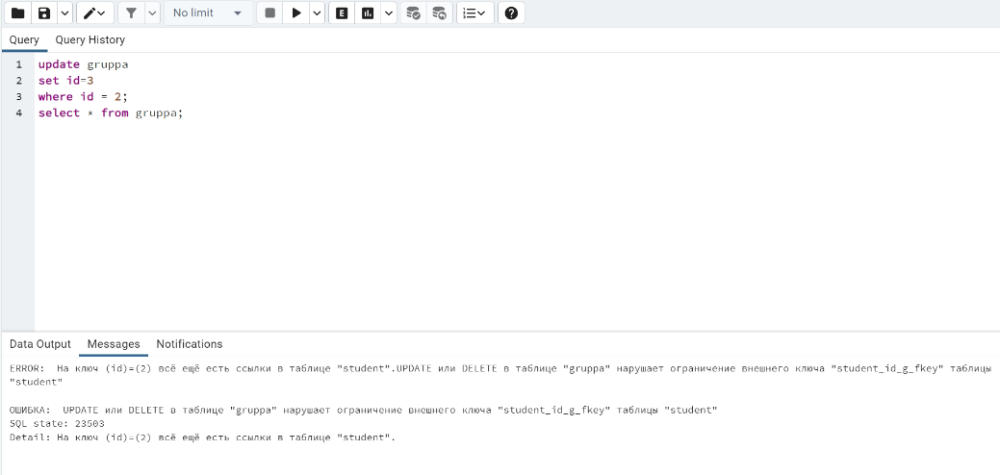 No limit
E
Query Query History
1 update gruppa
2 set id=3
3 where id = 2;
4 select * from gruppa;
Data Output Messages Notifications
ERROR:  На ключ (id)=(2) всё ещё есть ссылки в таблице "student".UPDATE или DELETE в таблице "gruppa" нарушает ограничение внешнего ключа "student_id_g_fkey" таблицы
"student"
ОШИБКА:  UPDATE или DELETE в таблице "gruppa" нарушает ограничение внешнего ключа "student_id_g_fkey" таблицы "student"
SQL state: 23503
Detail: На ключ (id)=(2) всё ещё есть ссылки в таблице "student".